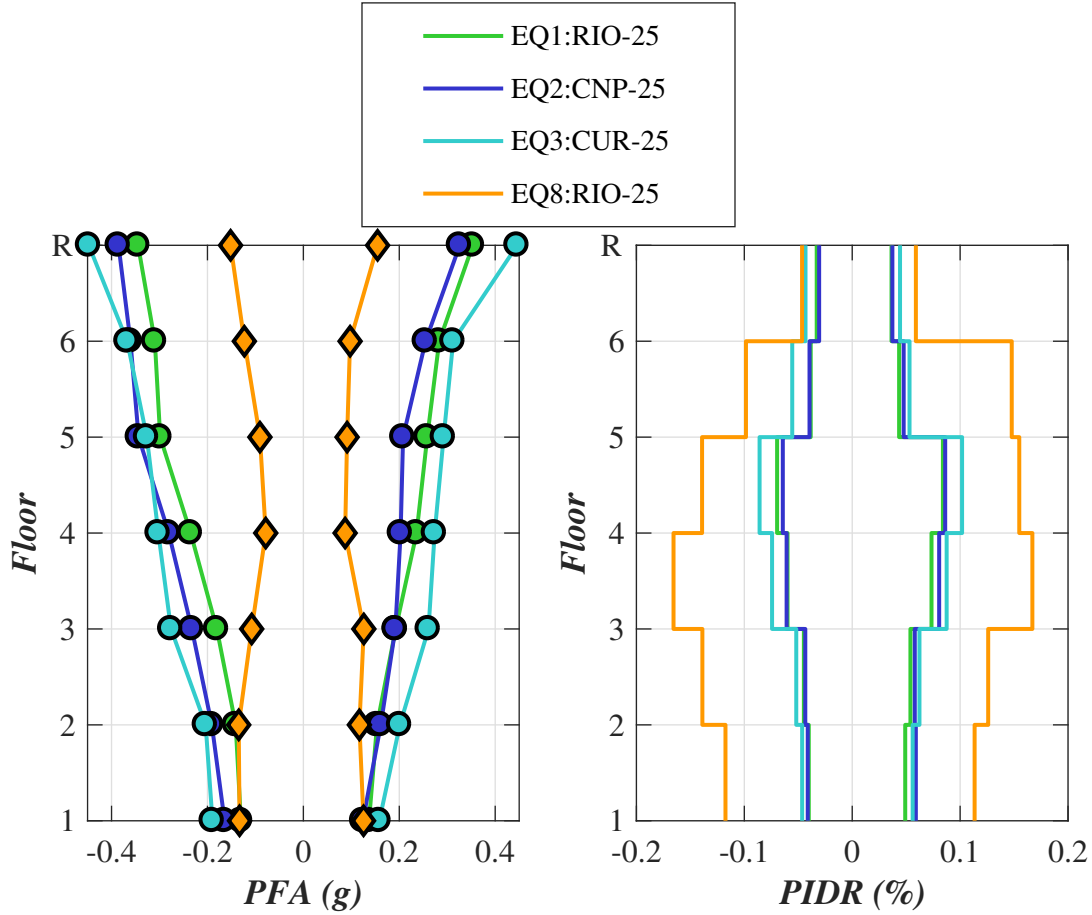 EQ1:RIO-25
EQ2:CNP-25
EQ3:CUR-25
EQ8:RIO-25
R
6
5
4
3
2
1
Floor
-0.4 -0.2 0 0.2 0.4
PFA (g)
R
6
5
4
3
2
1
Floor
-0.2 -0.1 0 0.1 0.2
PIDR (%)